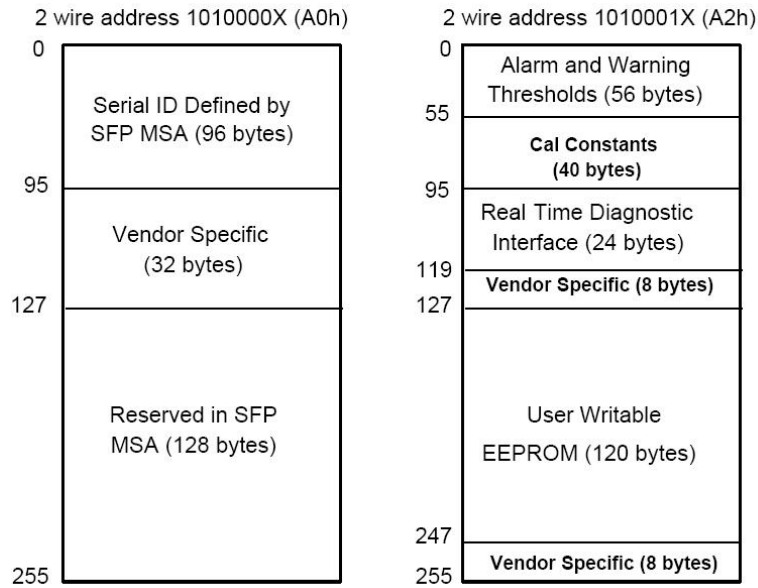 2 wire address 1010000X (A0h)
0
Serial ID Defined by
SFP MSA (96 bytes)
95
Vendor Specific
(32 bytes)
127
Reserved in SFP
MSA (128 bytes)
255
2 wire address 1010001X (A2h)
0
Alarm and Warning
Thresholds (56 bytes)
55
Cal Constants
(40 bytes)
95
Real Time Diagnostic
Interface (24 bytes)
119
Vendor Specific (8 bytes)
127
User Writable
EEPROM (120 bytes)
247
Vendor Specific (8 bytes)
255